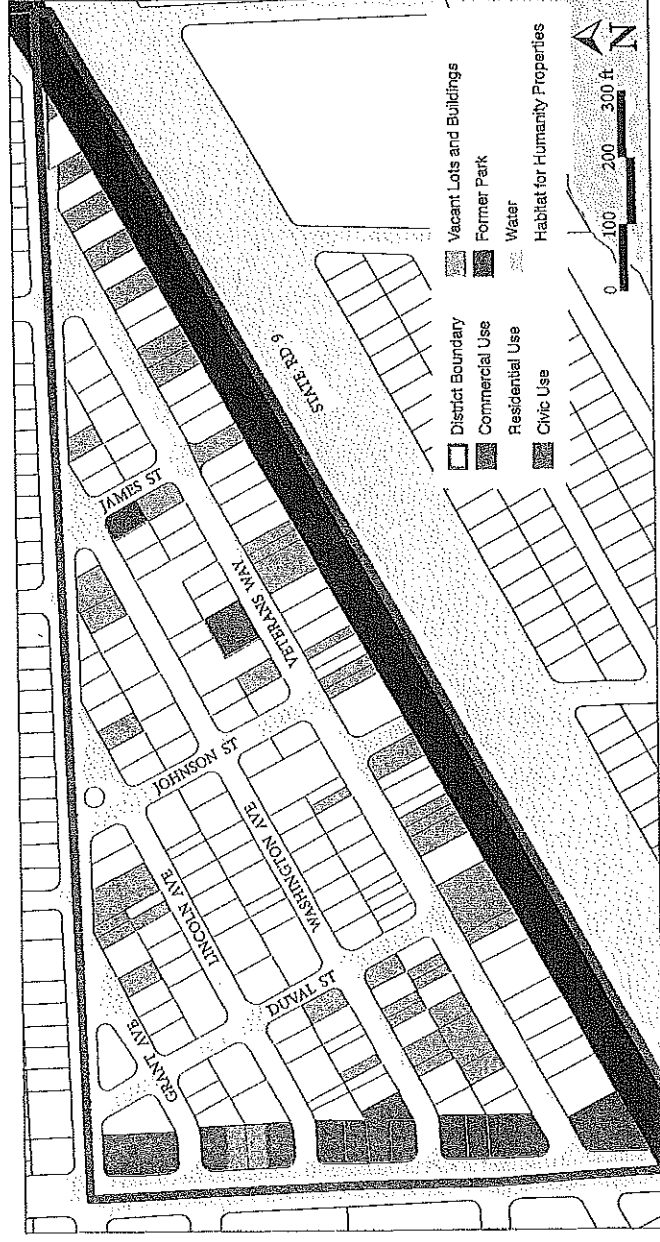 GRANT AVE
LINCOLN AVE
WASHINGTON AVE
DUVAL ST
JOHNSON ST
VETERANS WAY
JAMES ST
STATE RD 9
District Boundary
Commercial Use
Residential Use
Civic Use
Vacant Lots and Buildings
Former Park
Water
Habitat for Humanity Properties
0 100 200 300 ft
N